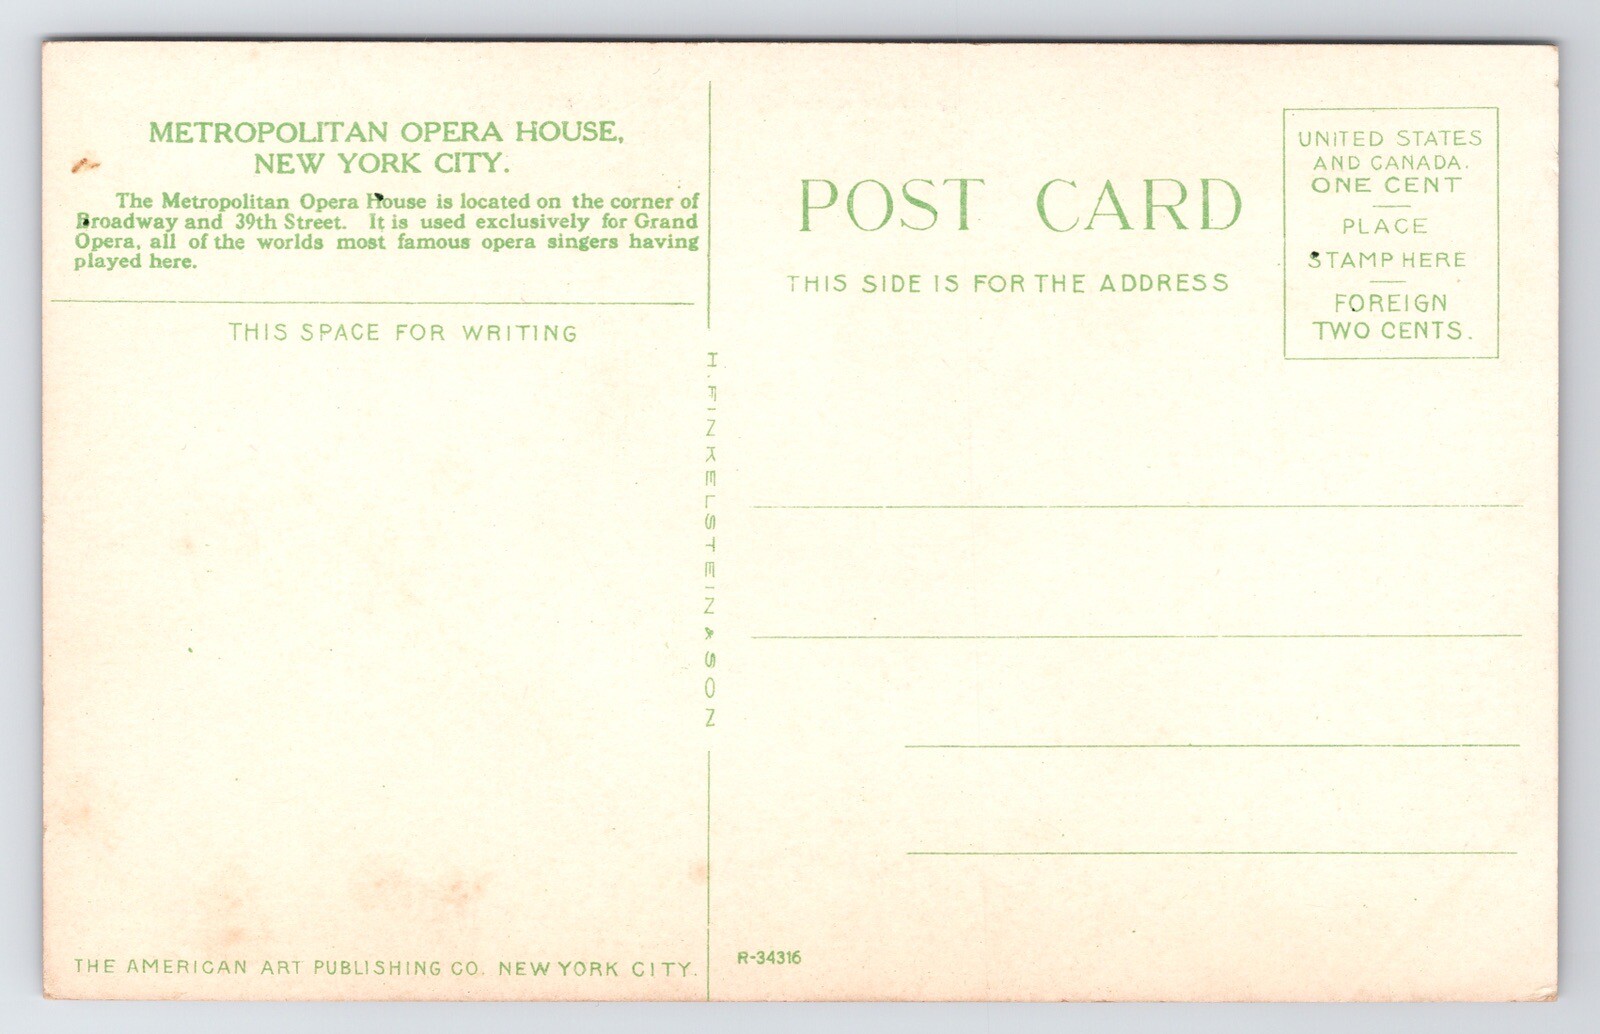 METROPOLITAN OPERA HOUSE,
NEW YORK CITY.
The Metropolitan Opera House is located on the corner of
Broadway and 39th Street. It is used exclusively for Grand
Opera, all of the worlds most famous opera singers having
played here.
THIS SPACE FOR WRITING
THE AMERICAN ART PUBLISHING CO. NEW YORK CITY.
H. FINKELSTEIN & SON
POST CARD
THIS SIDE IS FOR THE ADDRESS
UNITED STATES
AND CANADA.
ONE CENT
PLACE
STAMP HERE
FOREIGN
TWO CENTS.
R-34316